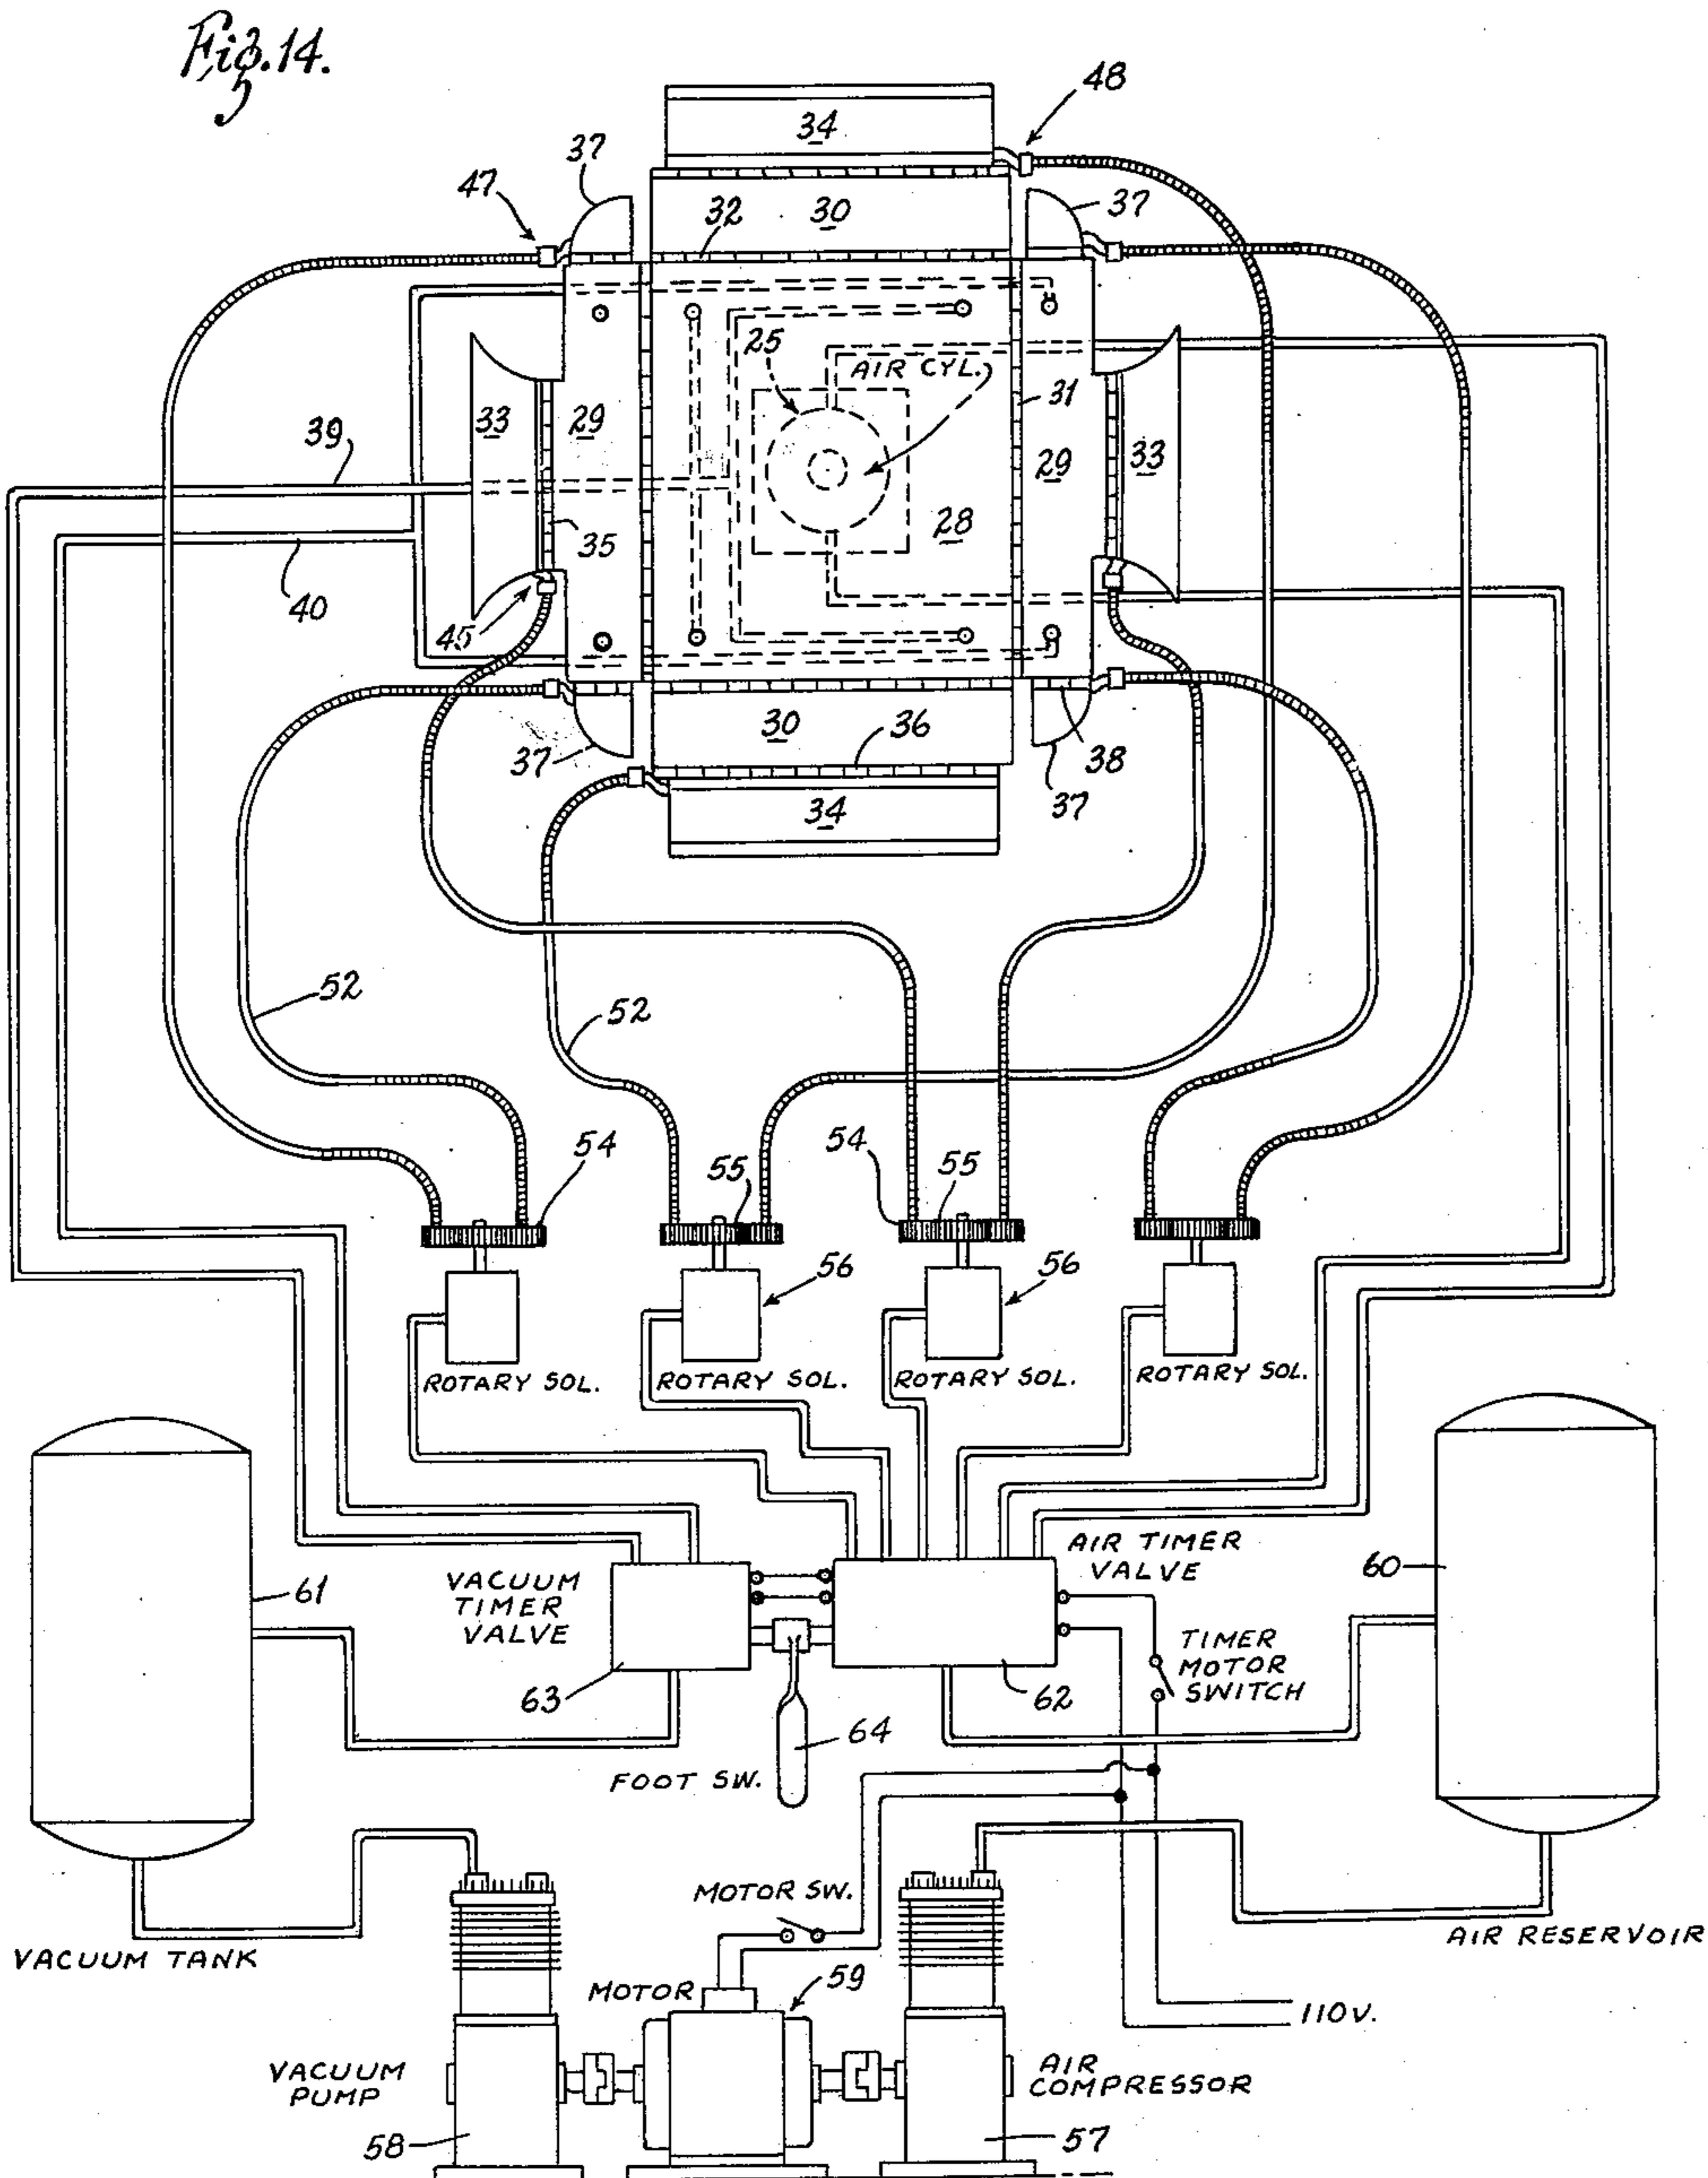 Fig. 14.
48
34
37
47
32
30
37
25
AIR CYL.
31
33
29
29
33
39
28
35
40
45
30
36
38
37
34
37
52
52
54
55
54
55
56
56
ROTARY SOL.
ROTARY SOL.
ROTARY SOL.
ROTARY SOL.
AIR TIMER
VALVE
60
61
VACUUM
TIMER
VALVE
TIMER
MOTOR
SWITCH
63
62
64
FOOT SW.
MOTOR SW.
VACUUM TANK
AIR RESERVOIR
MOTOR
59
110V.
VACUUM
PUMP
AIR
COMPRESSOR
58
57